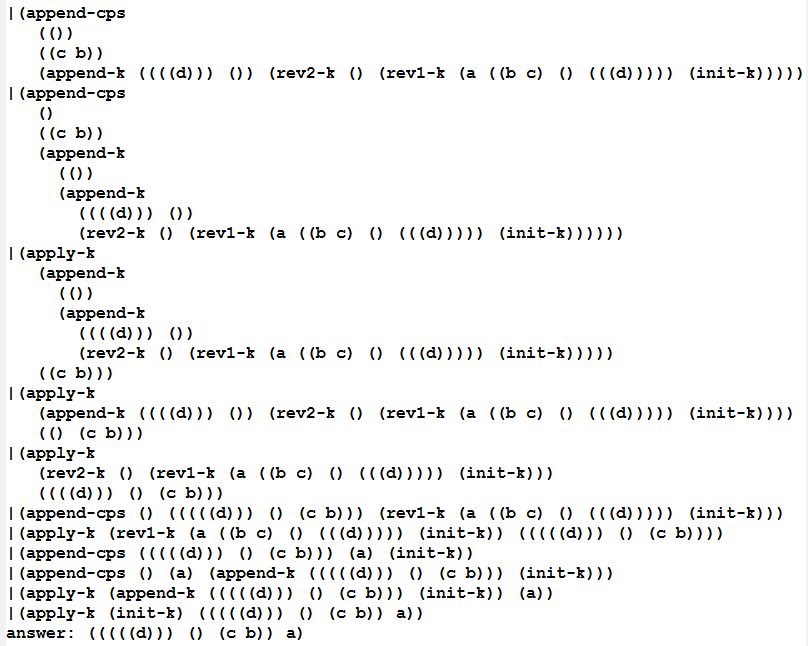 |(append-cps
(())
((c b))
(append-k ((((d))) ()) (rev2-k () (rev1-k (a ((b c) () (((d))))) (init-k)))))
|(append-cps
()
((c b))
(append-k
(())
(append-k
((((d))) ())
(rev2-k () (rev1-k (a ((b c) () (((d))))) (init-k))))))
|(apply-k
(append-k
(())
(append-k
((((d))) ())
(rev2-k () (rev1-k (a ((b c) () (((d))))) (init-k)))))
((c b)))
|(apply-k
(append-k ((((d))) ()) (rev2-k () (rev1-k (a ((b c) () (((d))))) (init-k))))
(() (c b)))
|(apply-k
(rev2-k () (rev1-k (a ((b c) () (((d))))) (init-k)))
((((d))) () (c b)))
|(append-cps () (((((d))) () (c b))) (rev1-k (a ((b c) () (((d))))) (init-k)))
|(apply-k (rev1-k (a ((b c) () (((d))))) (init-k)) (((((d))) () (c b))))
|(append-cps (((((d))) () (c b))) (a) (init-k))
|(append-cps () (a) (append-k (((((d))) () (c b))) (init-k)))
|(apply-k (append-k (((((d))) () (c b))) (init-k)) (a))
|(apply-k (init-k) (((((d))) () (c b)) a))
answer: (((((d))) () (c b)) a)